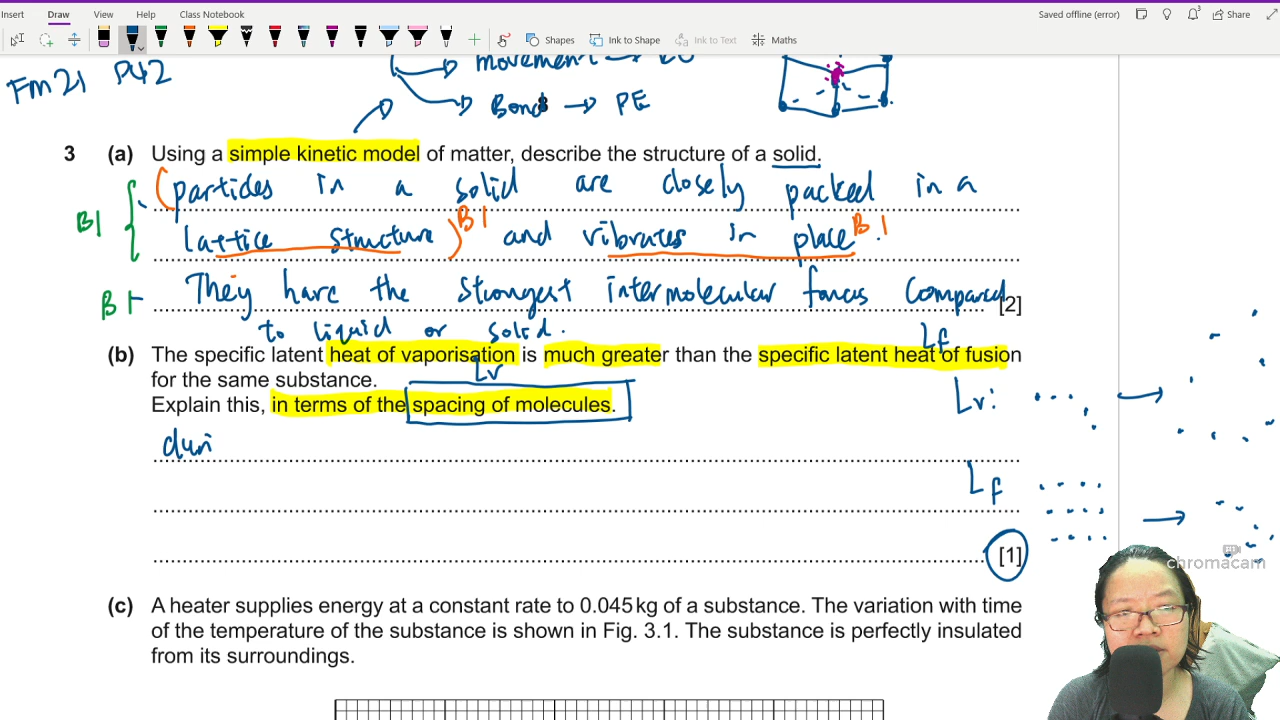 Insert Draw View Help Class Notebook Saved offline (error) 3 Share
Shapes Ink to Shape Ink to Text Maths
Fm21 P42 movement
Bond → PE
3 (a) Using a simple kinetic model of matter, describe the structure of a solid.
(particles in a solid are closely packed in a
B1 lattice structure) B1 and vibrates in place B1.
B1 They have the strongest intermolecular forces compared [2]
to liquid or solid.
Lf
(b) The specific latent heat of vaporisation is much greater than the specific latent heat of fusion
Lv
for the same substance.
Explain this, in terms of the spacing of molecules.
Lv:
duri
Lf
[1]
chromacam
(c) A heater supplies energy at a constant rate to 0.045 kg of a substance. The variation with time
of the temperature of the substance is shown in Fig. 3.1. The substance is perfectly insulated
from its surroundings.